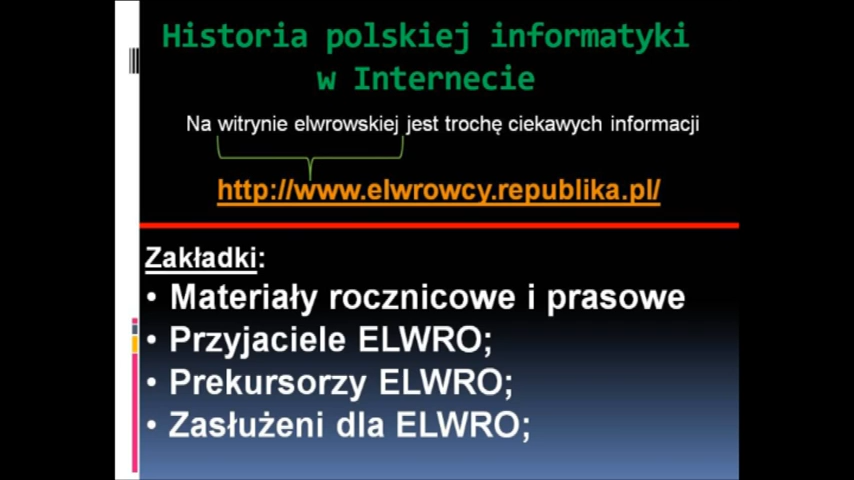 Historia polskiej informatyki
w Internecie
Na witrynie elwrowskiej jest trochę ciekawych informacji
http://www.elwrowcy.republika.pl/
Zakładki:
• Materiały rocznicowe i prasowe
• Przyjaciele ELWRO;
• Prekursorzy ELWRO;
• Zasłużeni dla ELWRO;